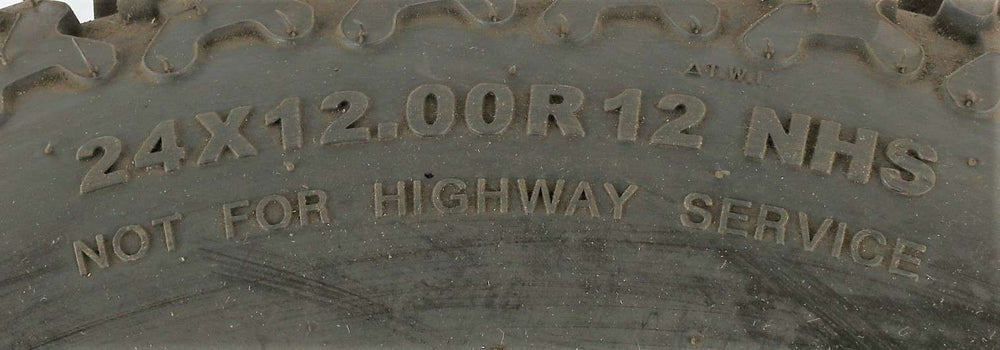 △T.W.I.
24X12.00R12 NHS
NOT FOR HIGHWAY SERVICE